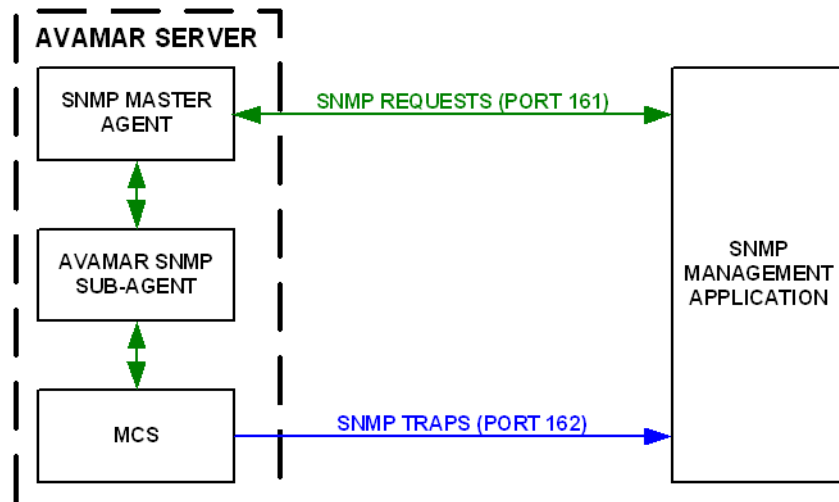 AVAMAR SERVER
SNMP MASTER
AGENT
SNMP REQUESTS (PORT 161)
AVAMAR SNMP
SUB-AGENT
SNMP
MANAGEMENT
APPLICATION
MCS
SNMP TRAPS (PORT 162)